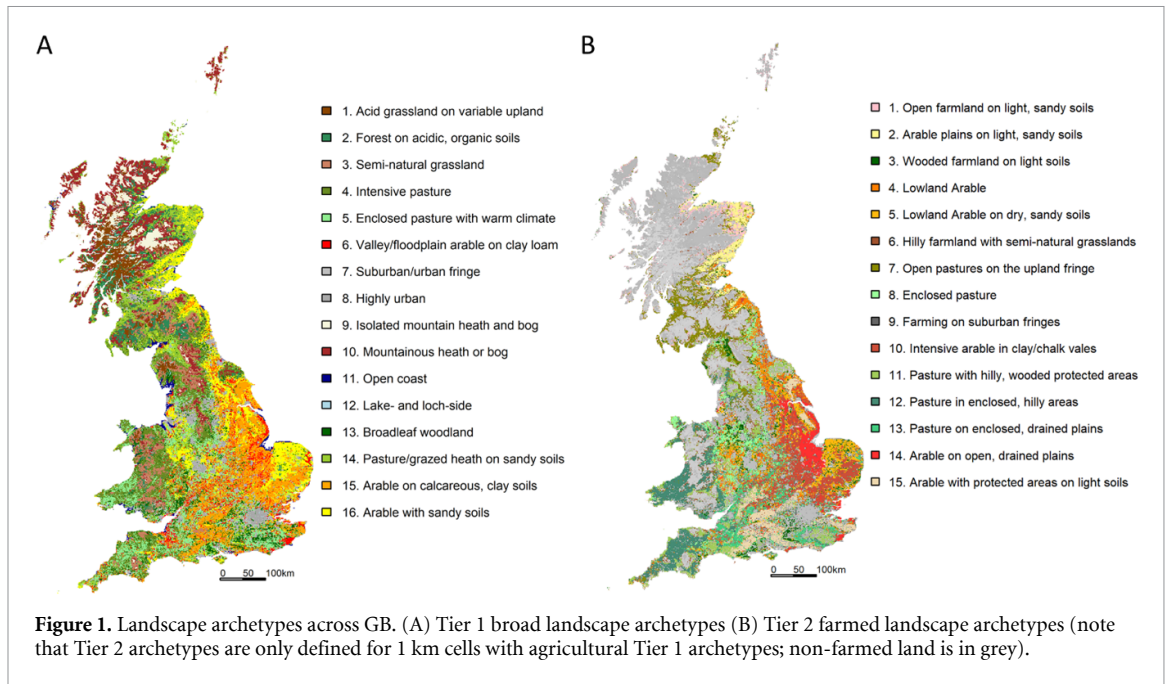 A
1. Acid grassland on variable upland
2. Forest on acidic, organic soils
3. Semi-natural grassland
4. Intensive pasture
5. Enclosed pasture with warm climate
6. Valley/floodplain arable on clay loam
7. Suburban/urban fringe
8. Highly urban
9. Isolated mountain heath and bog
10. Mountainous heath or bog
11. Open coast
12. Lake- and loch-side
13. Broadleaf woodland
14. Pasture/grazed heath on sandy soils
15. Arable on calcareous, clay soils
16. Arable with sandy soils
0 50 100km
B
1. Open farmland on light, sandy soils
2. Arable plains on light, sandy soils
3. Wooded farmland on light soils
4. Lowland Arable
5. Lowland Arable on dry, sandy soils
6. Hilly farmland with semi-natural grasslands
7. Open pastures on the upland fringe
8. Enclosed pasture
9. Farming on suburban fringes
10. Intensive arable in clay/chalk vales
11. Pasture with hilly, wooded protected areas
12. Pasture in enclosed, hilly areas
13. Pasture on enclosed, drained plains
14. Arable on open, drained plains
15. Arable with protected areas on light soils
0 50 100km
Figure 1. Landscape archetypes across GB. (A) Tier 1 broad landscape archetypes (B) Tier 2 farmed landscape archetypes (note
that Tier 2 archetypes are only defined for 1 km cells with agricultural Tier 1 archetypes; non-farmed land is in grey).